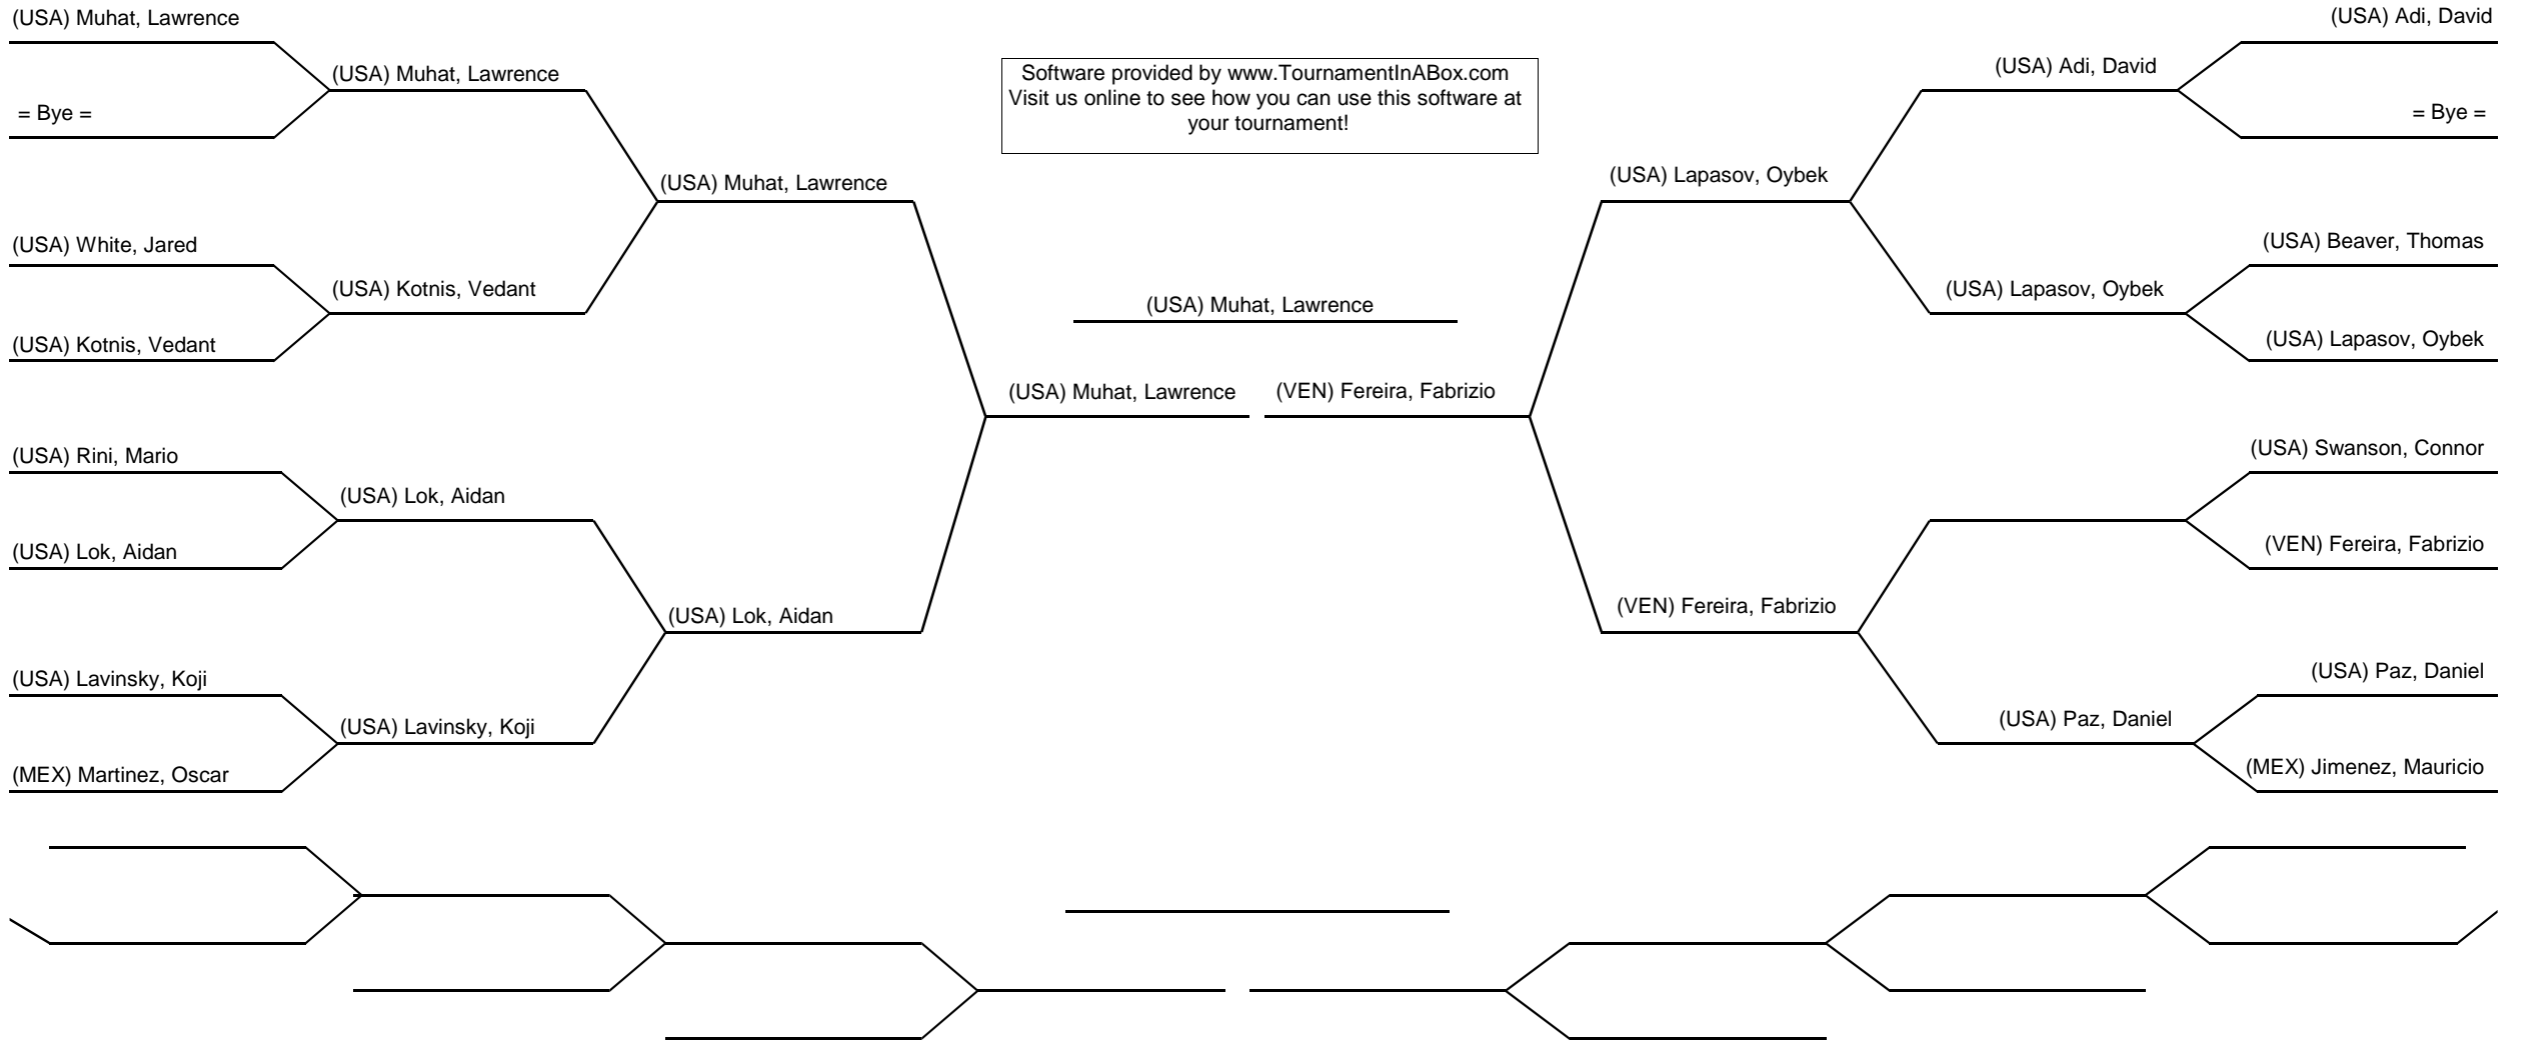 (USA) Muhat, Lawrence
= Bye =
(USA) White, Jared
(USA) Kotnis, Vedant
(USA) Rini, Mario
(USA) Lok, Aidan
(USA) Lavinsky, Koji
(MEX) Martinez, Oscar
(USA) Muhat, Lawrence
(USA) Kotnis, Vedant
(USA) Lok, Aidan
(USA) Lavinsky, Koji
(USA) Muhat, Lawrence
(USA) Lok, Aidan
Software provided by www.TournamentInABox.com
Visit us online to see how you can use this software at
your tournament!
(USA) Muhat, Lawrence
(USA) Muhat, Lawrence
(VEN) Fereira, Fabrizio
(USA) Lapasov, Oybek
(VEN) Fereira, Fabrizio
(USA) Adi, David
(USA) Lapasov, Oybek
(USA) Paz, Daniel
(USA) Adi, David
= Bye =
(USA) Beaver, Thomas
(USA) Lapasov, Oybek
(USA) Swanson, Connor
(VEN) Fereira, Fabrizio
(USA) Paz, Daniel
(MEX) Jimenez, Mauricio